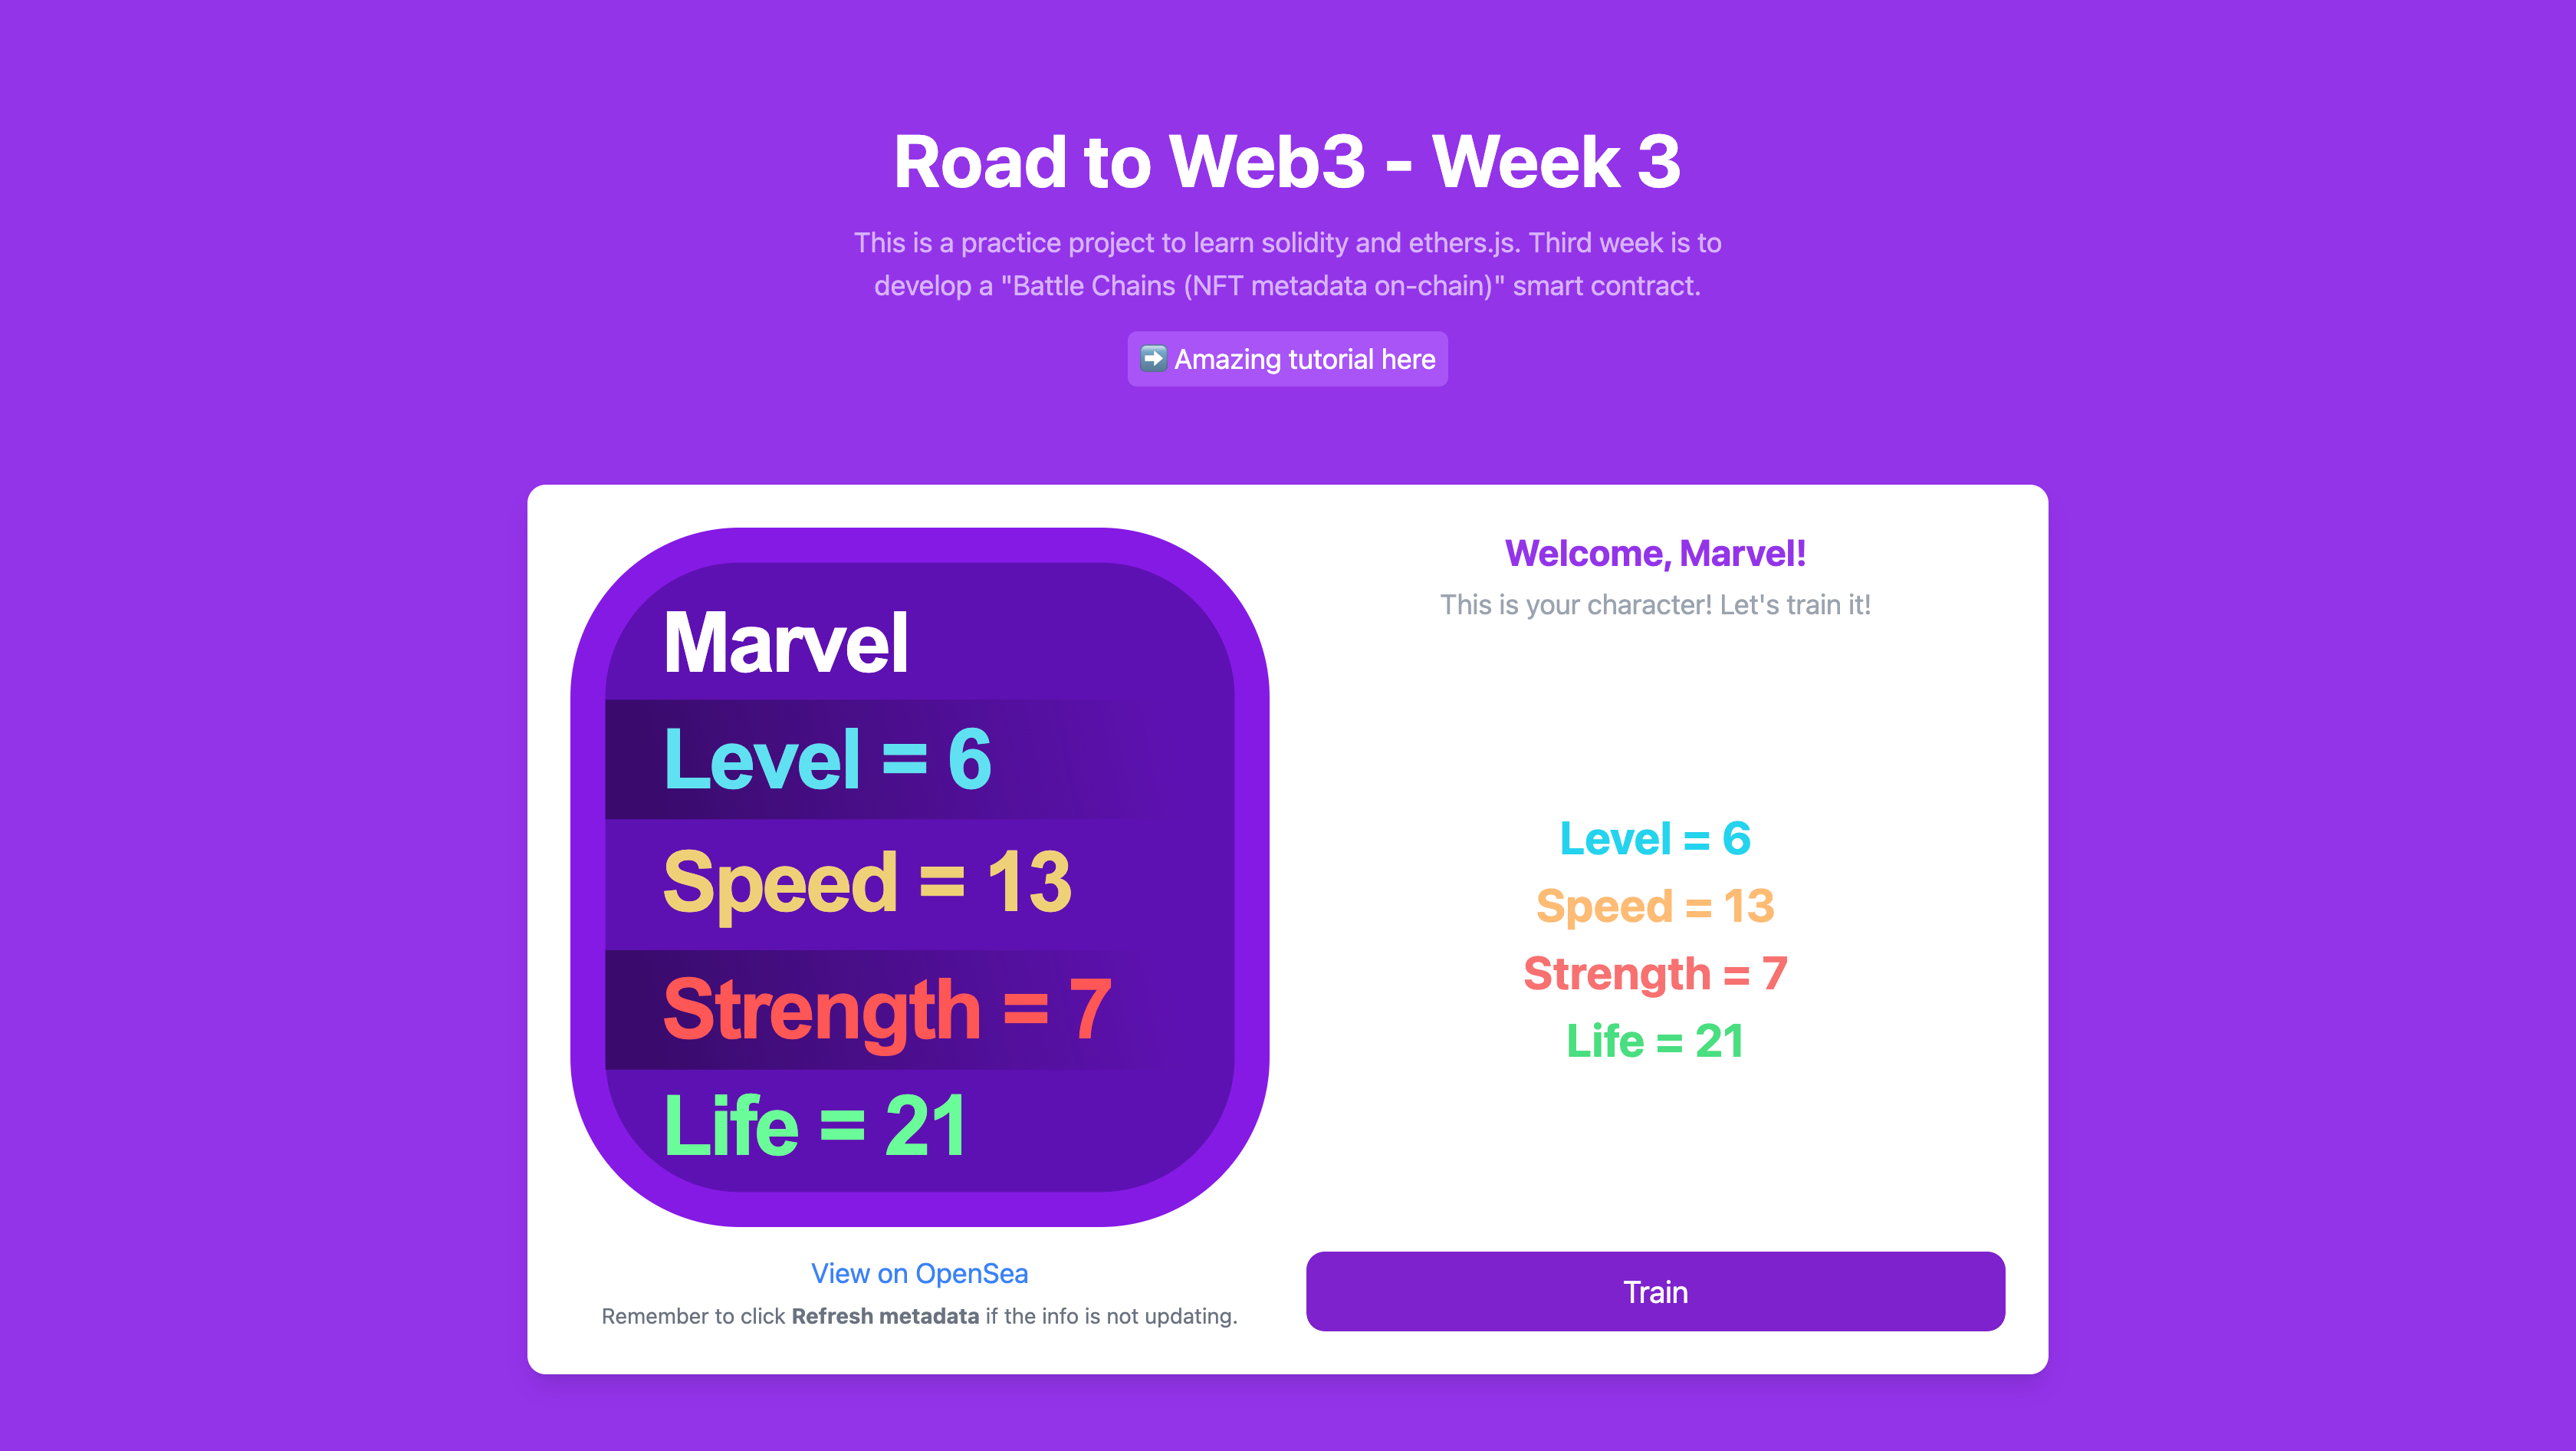 Road to Web3 - Week 3
This is a practice project to learn solidity and ethers.js. Third week is to
develop a "Battle Chains (NFT metadata on-chain)" smart contract.
➡️ Amazing tutorial here
Marvel
Level = 6
Speed = 13
Strength = 7
Life = 21
View on OpenSea
Remember to click Refresh metadata if the info is not updating.
Welcome, Marvel!
This is your character! Let's train it!
Level = 6
Speed = 13
Strength = 7
Life = 21
Train